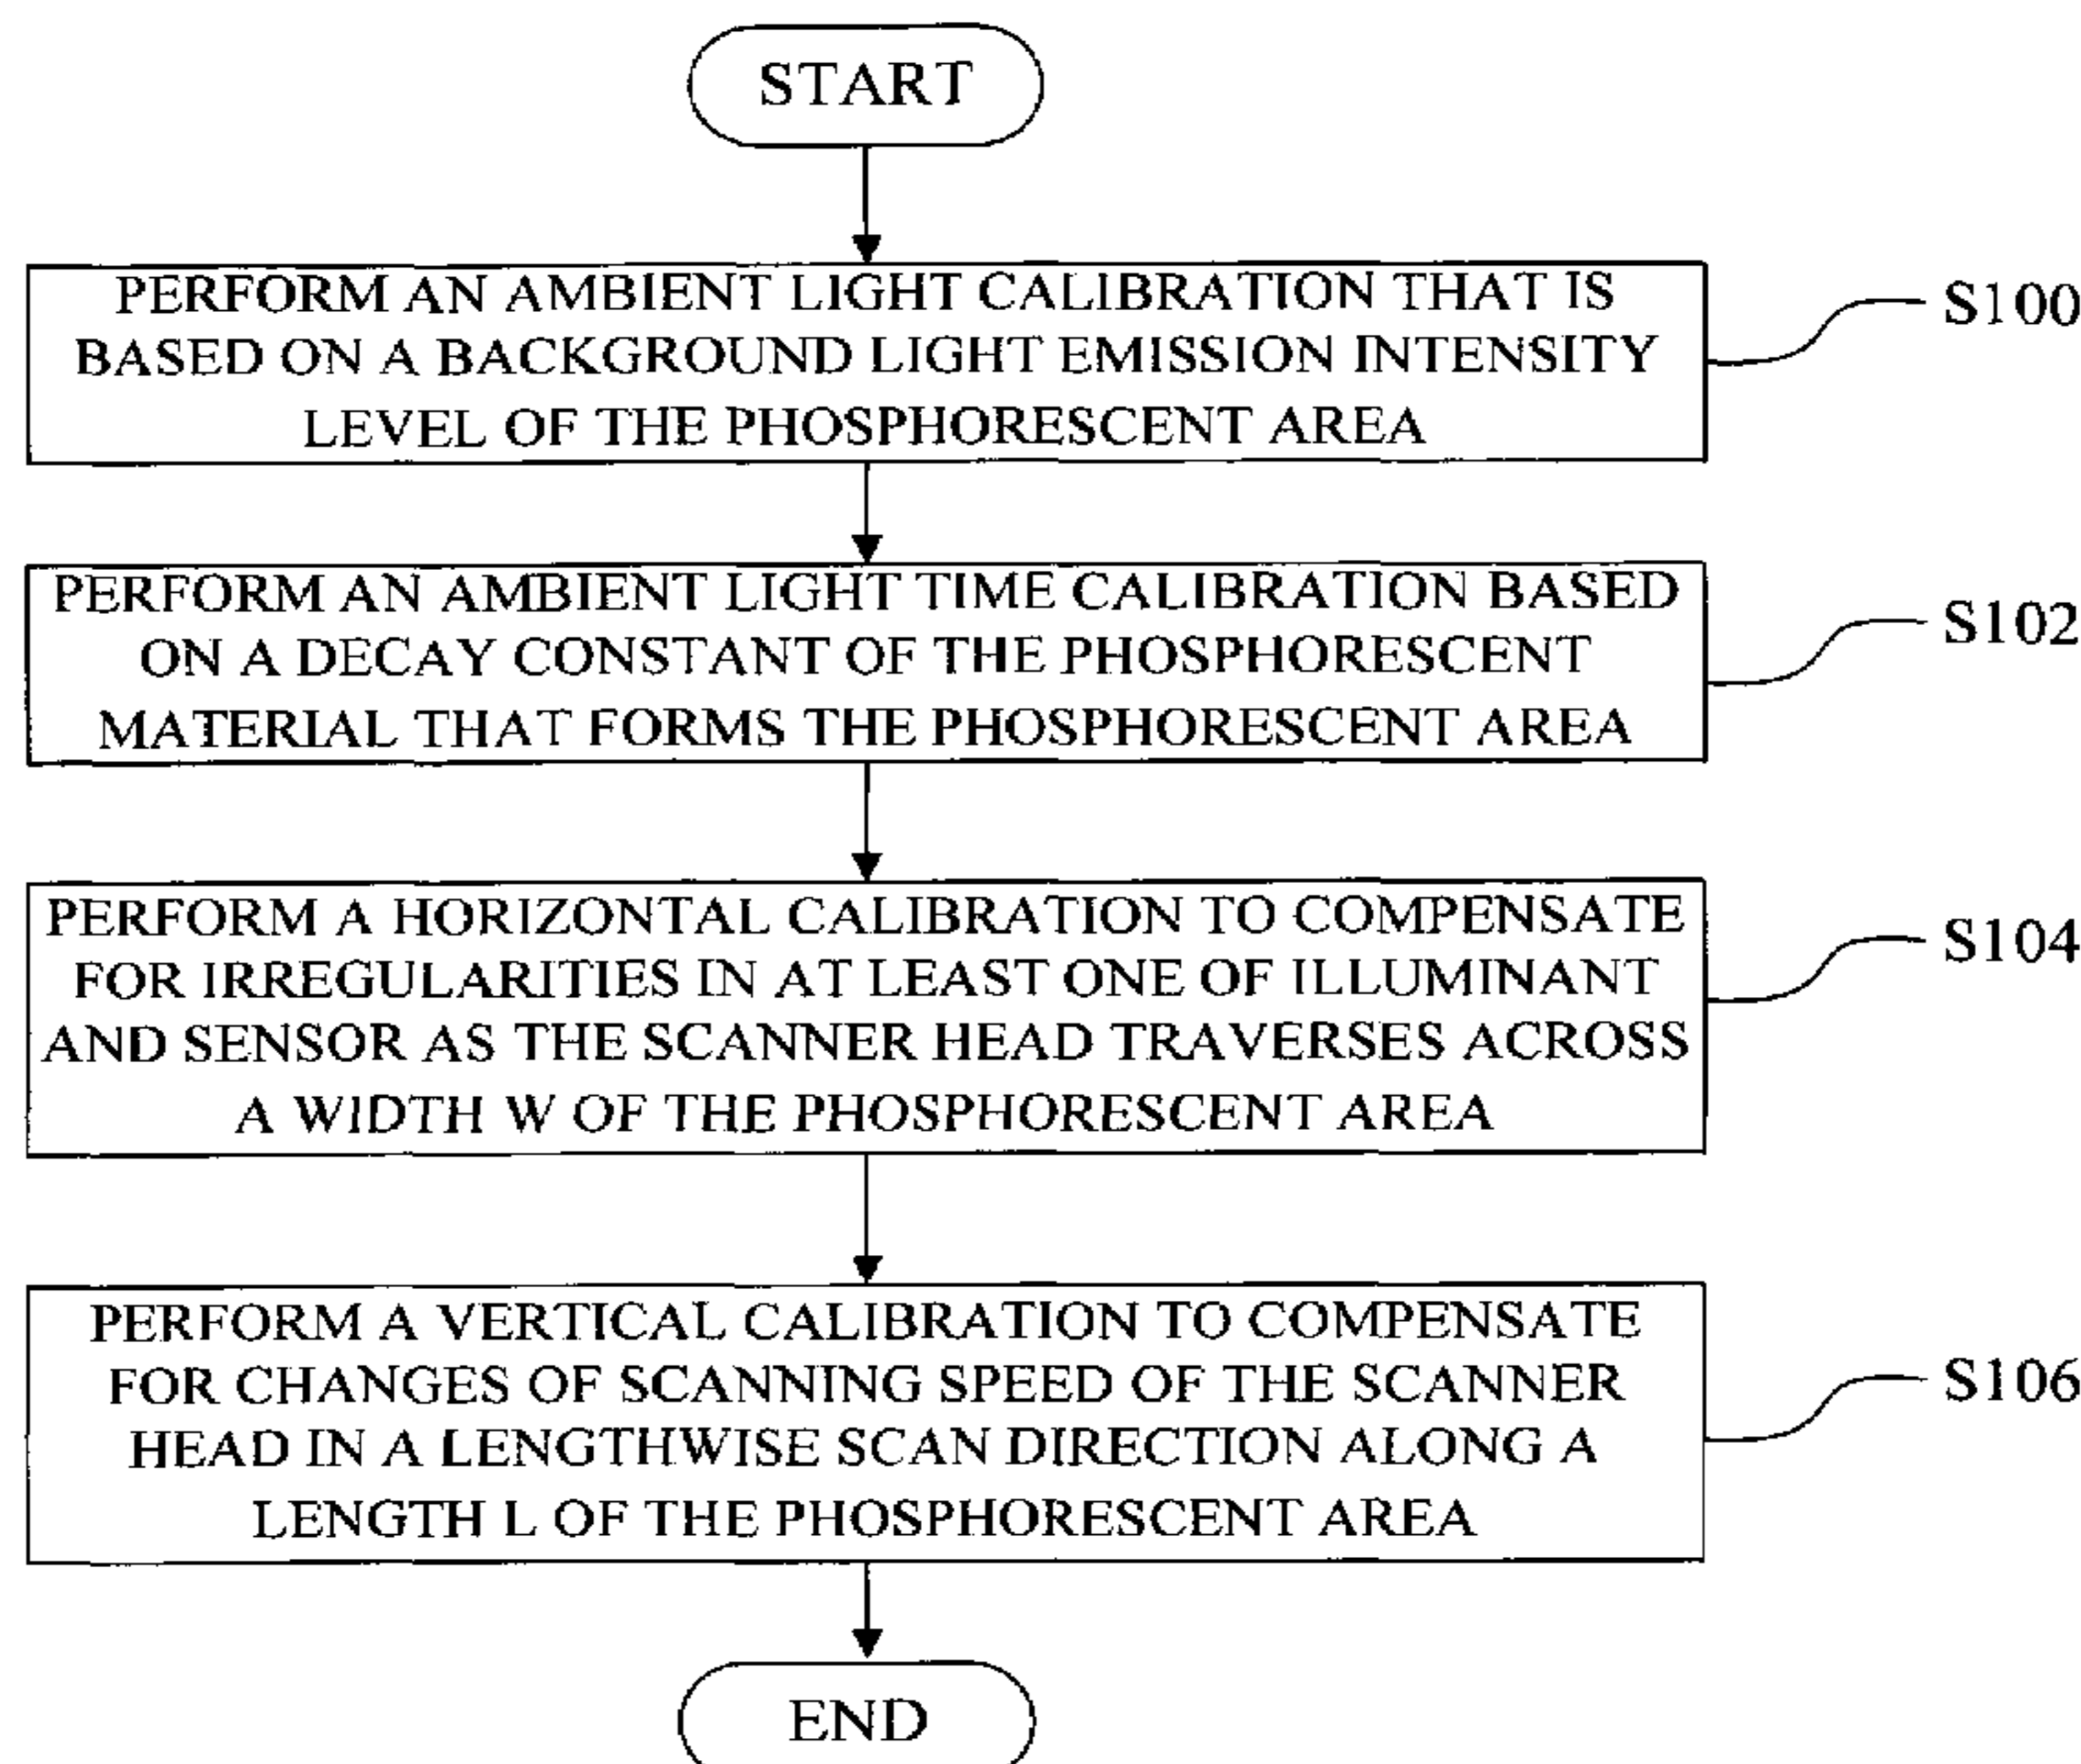 START
PERFORM AN AMBIENT LIGHT CALIBRATION THAT IS
BASED ON A BACKGROUND LIGHT EMISSION INTENSITY
LEVEL OF THE PHOSPHORESCENT AREA
S100
PERFORM AN AMBIENT LIGHT TIME CALIBRATION BASED
ON A DECAY CONSTANT OF THE PHOSPHORESCENT
MATERIAL THAT FORMS THE PHOSPHORESCENT AREA
S102
PERFORM A HORIZONTAL CALIBRATION TO COMPENSATE
FOR IRREGULARITIES IN AT LEAST ONE OF ILLUMINANT
AND SENSOR AS THE SCANNER HEAD TRAVERSES ACROSS
A WIDTH W OF THE PHOSPHORESCENT AREA
S104
PERFORM A VERTICAL CALIBRATION TO COMPENSATE
FOR CHANGES OF SCANNING SPEED OF THE SCANNER
HEAD IN A LENGTHWISE SCAN DIRECTION ALONG A
LENGTH L OF THE PHOSPHORESCENT AREA
S106
END